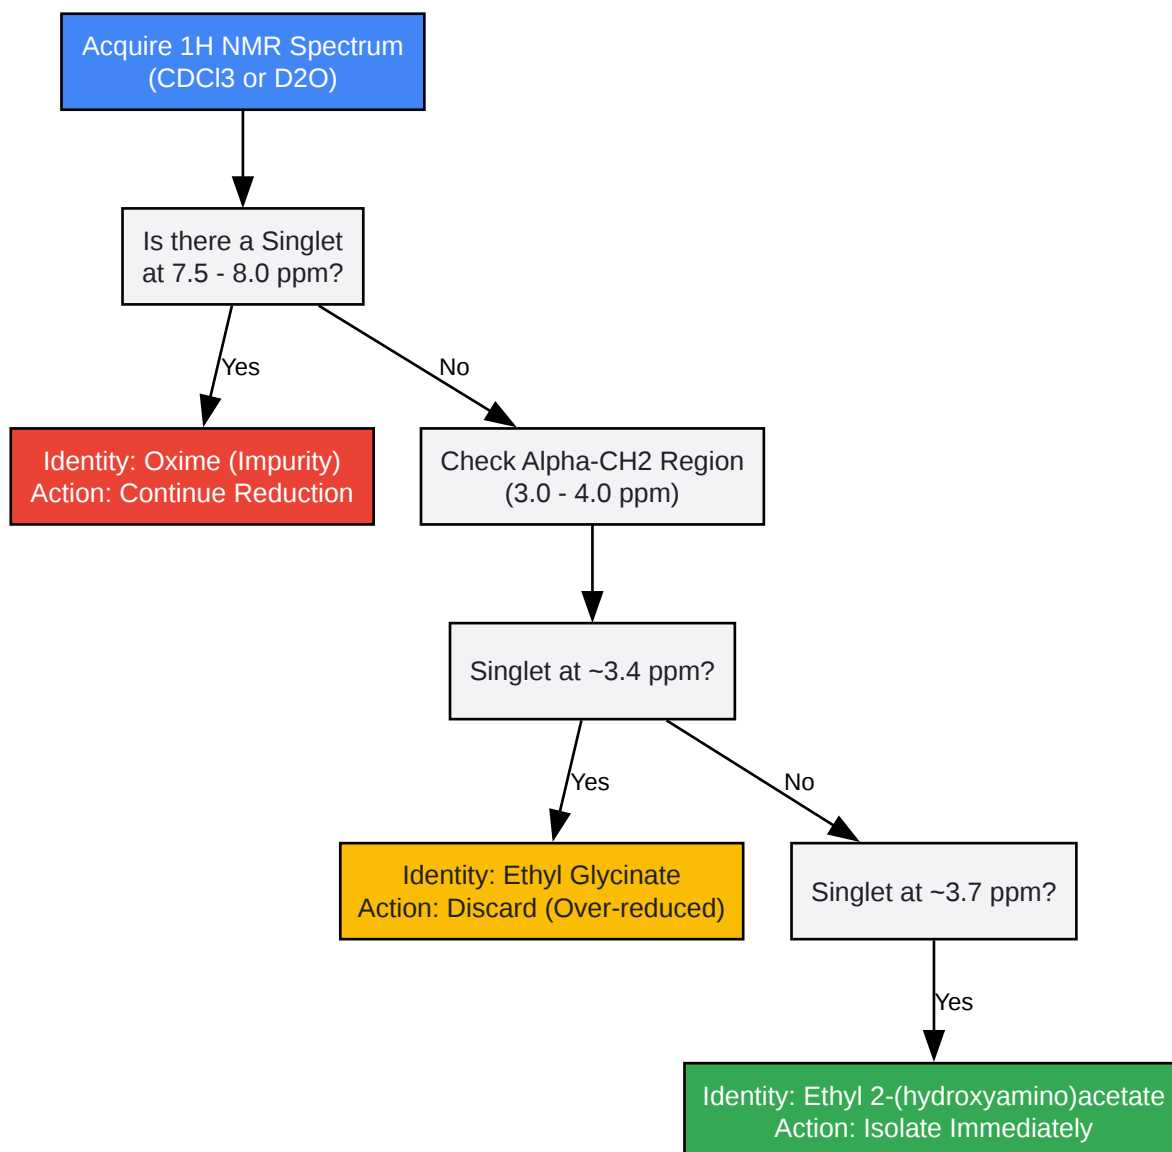 Acquire 1H NMR Spectrum
(CDCl3 or D2O)
Is there a Singlet
at 7.5 - 8.0 ppm?
Yes
No
Identity: Oxime (Impurity)
Action: Continue Reduction
Check Alpha-CH2 Region
(3.0 - 4.0 ppm)
Singlet at ~3.4 ppm?
Yes
No
Identity: Ethyl Glycinate
Action: Discard (Over-reduced)
Singlet at ~3.7 ppm?
Yes
Identity: Ethyl 2-(hydroxyamino)acetate
Action: Isolate Immediately